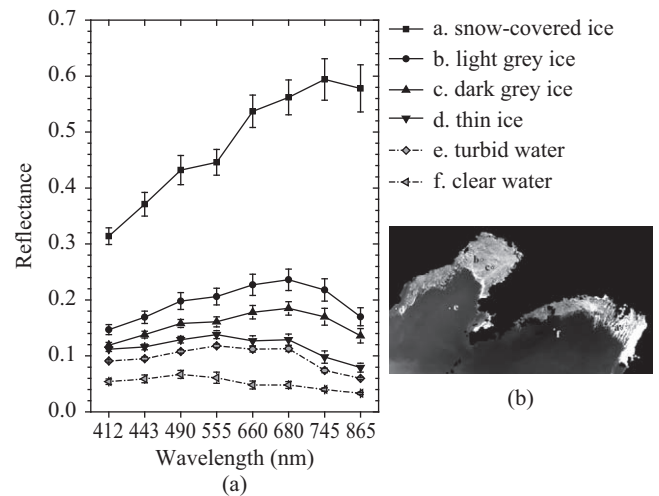 0.7
0.6
0.5
0.4
0.3
0.2
0.1
0.0
Reflectance
412 443 490 555 660 680 745 865
Wavelength (nm)
(a)
a. snow-covered ice
b. light grey ice
c. dark grey ice
d. thin ice
e. turbid water
f. clear water
b
c
e
f
(b)